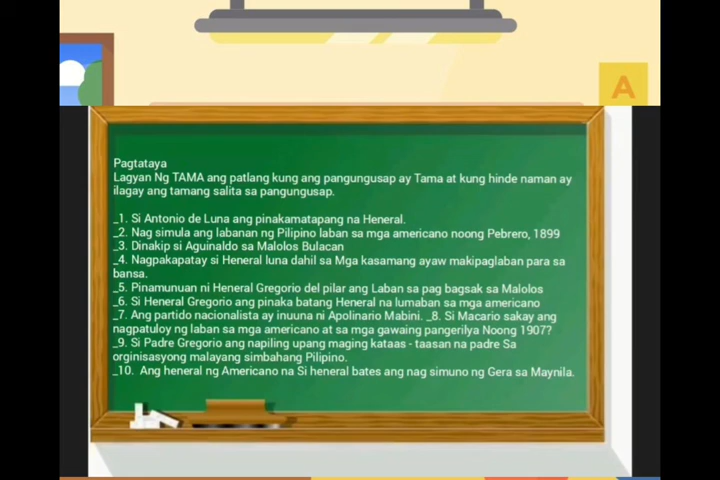 A
Pagtataya
Lagyan Ng TAMA ang patlang kung ang pangungusap ay Tama at kung hinde naman ay
ilagay ang tamang salita sa pangungusap.
_1. Si Antonio de Luna ang pinakamatapang na Heneral.
_2. Nag simula ang labanan ng Pilipino laban sa mga americano noong Pebrero, 1899
_3. Dinakip si Aguinaldo sa Malolos Bulacan
_4. Nagpakapatay si Heneral luna dahil sa Mga kasamang ayaw makipaglaban para sa
bansa.
_5. Pinamunuan ni Heneral Gregorio del pilar ang Laban sa pag bagsak sa Malolos
_6. Si Heneral Gregorio ang pinaka batang Heneral na lumaban sa mga americano
_7. Ang partido nacionalista ay inuuna ni Apolinario Mabini. _8. Si Macario sakay ang
nagpatuloy ng laban sa mga americano at sa mga gawaing pangerilya Noong 1907?
_9. Si Padre Gregorio ang napiling upang maging kataas - taasan na padre Sa
orginisasyong malayang simbahang Pilipino.
_10. Ang heneral ng Americano na Si heneral bates ang nag simuno ng Gera sa Maynila.